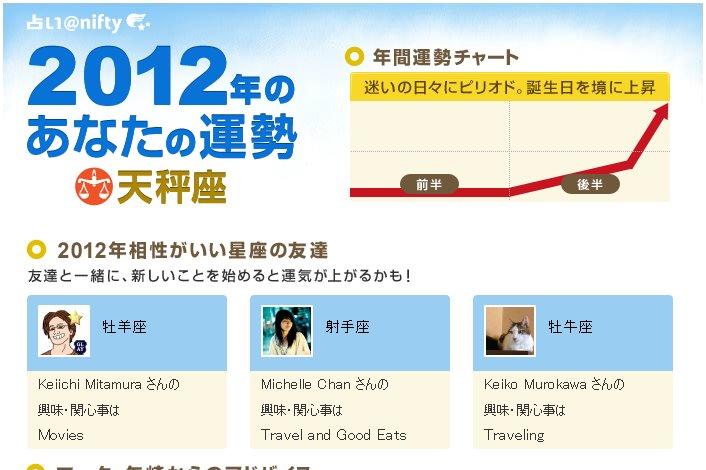 占い@nifty
2012年の
あなたの運勢
天秤座
年間運勢チャート
迷いの日々にピリオド。誕生日を境に上昇
前半
後半
2012年相性がいい星座の友達
友達と一緒に、新しいことを始めると運気が上がるかも!
牡羊座
射手座
牡牛座
Keiichi Mitamura さんの
興味・関心事は
Movies
Michelle Chan さんの
興味・関心事は
Travel and Good Eats
Keiko Murokawa さんの
興味・関心事は
Traveling